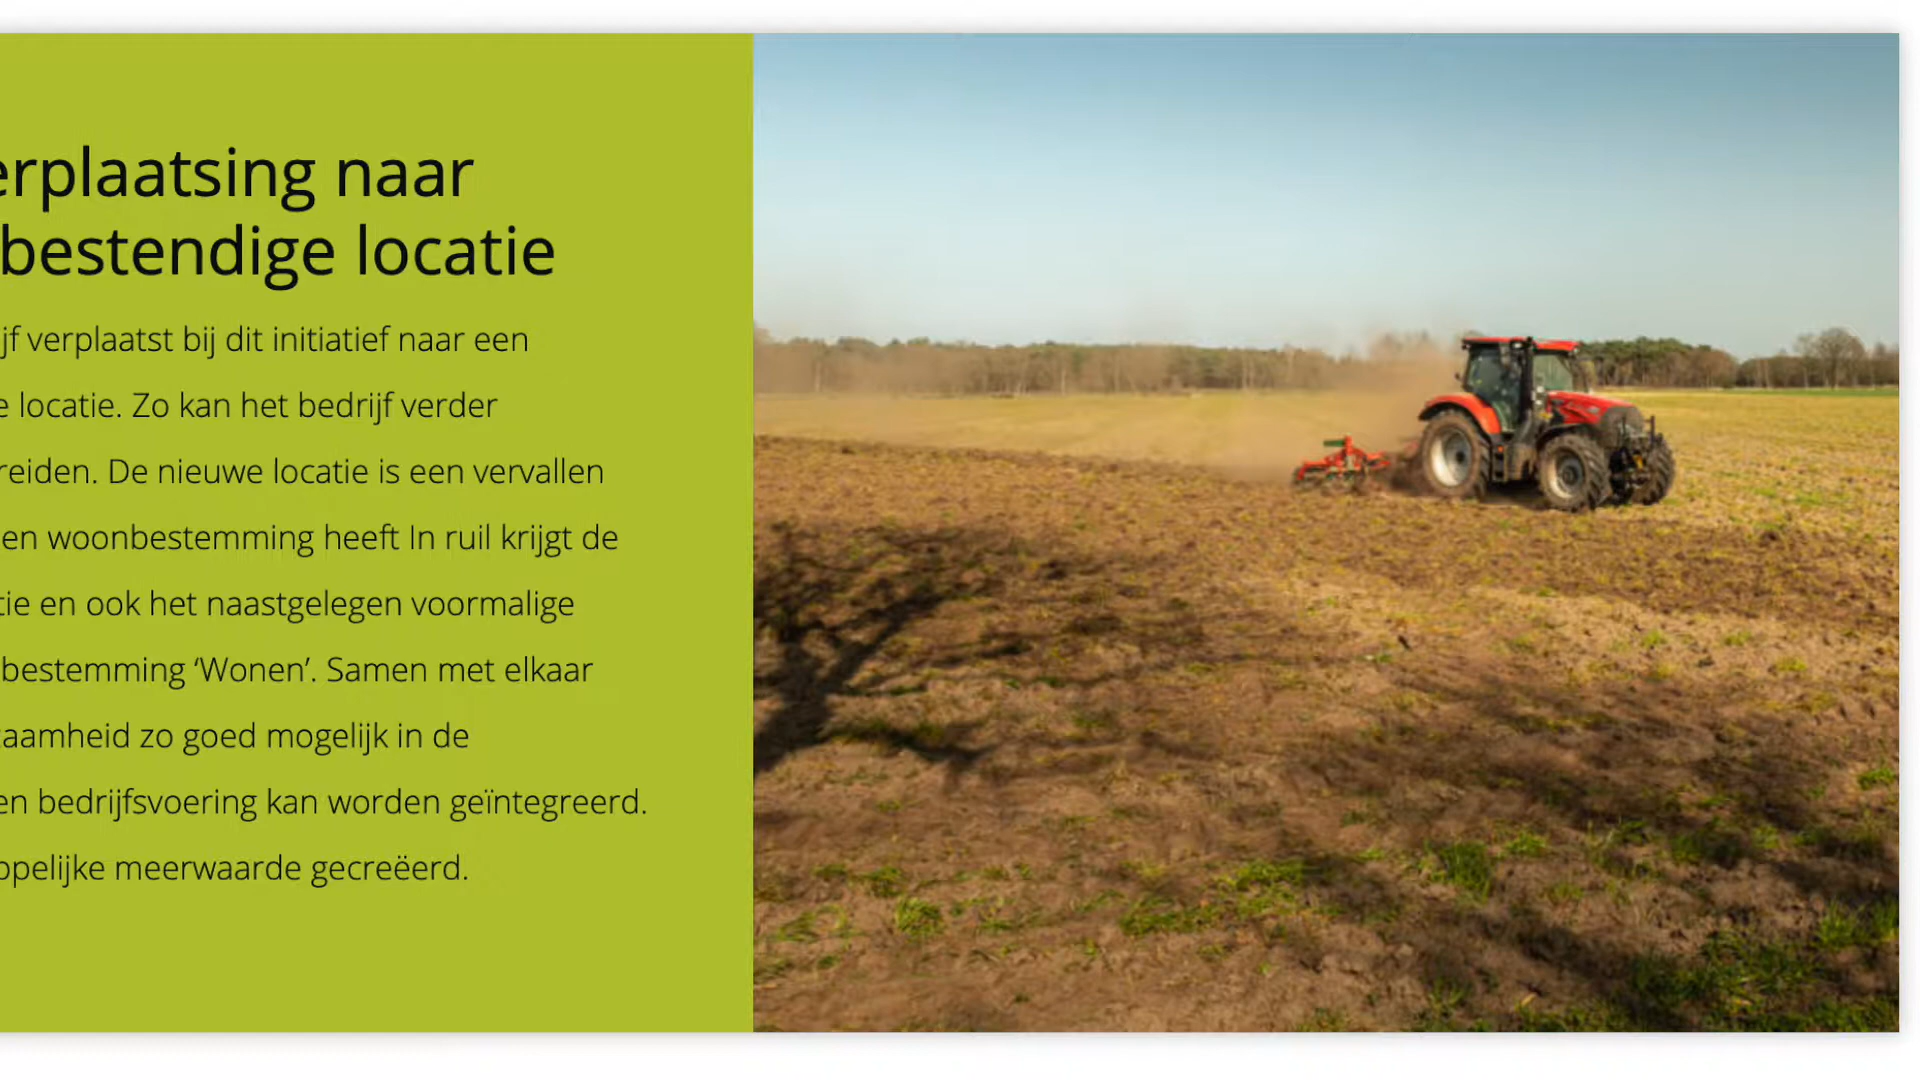 erplaatsing naar
bestendige locatie
jf verplaatst bij dit initiatief naar een
e locatie. Zo kan het bedrijf verder
reiden. De nieuwe locatie is een vervallen
en woonbestemming heeft In ruil krijgt de
tie en ook het naastgelegen voormalige
bestemming ‘Wonen’. Samen met elkaar
zaamheid zo goed mogelijk in de
en bedrijfsvoering kan worden geïntegreerd.
ppelijke meerwaarde gecreëerd.